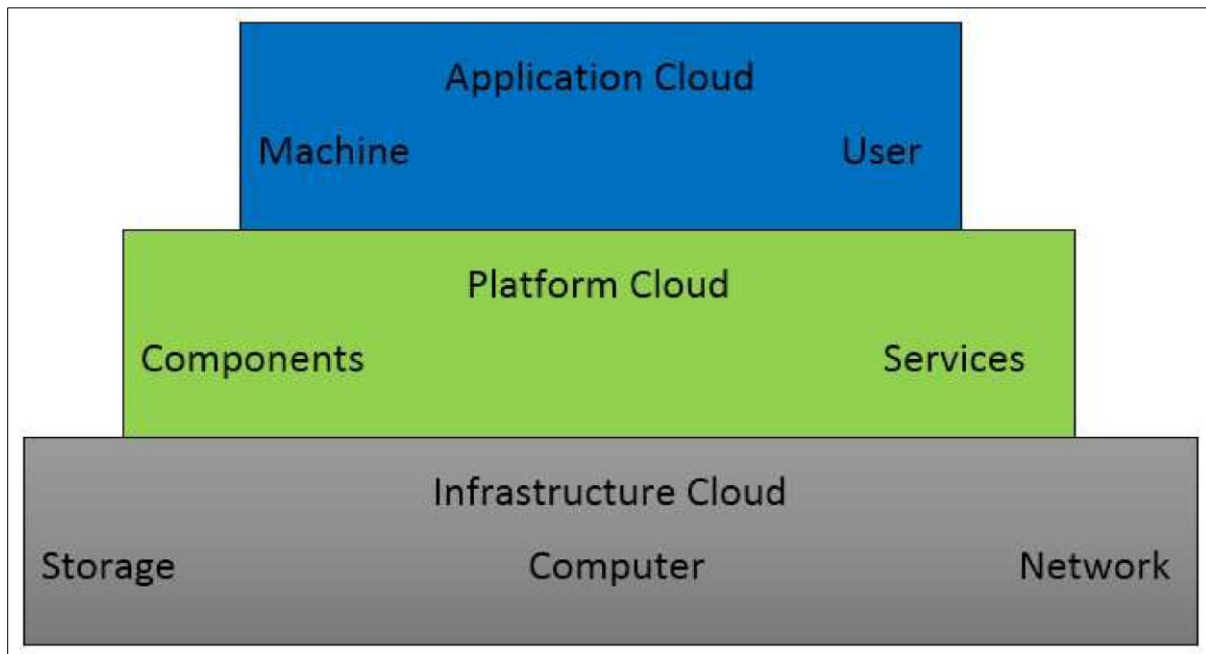 Application Cloud
Machine User
Platform Cloud
Components Services
Infrastructure Cloud
Storage Computer Network